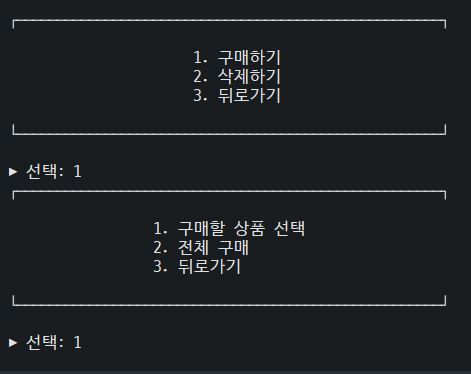 1. 구매하기
2. 삭제하기
3. 뒤로가기
▶ 선택: 1
1. 구매할 상품 선택
2. 전체 구매
3. 뒤로가기
▶ 선택: 1